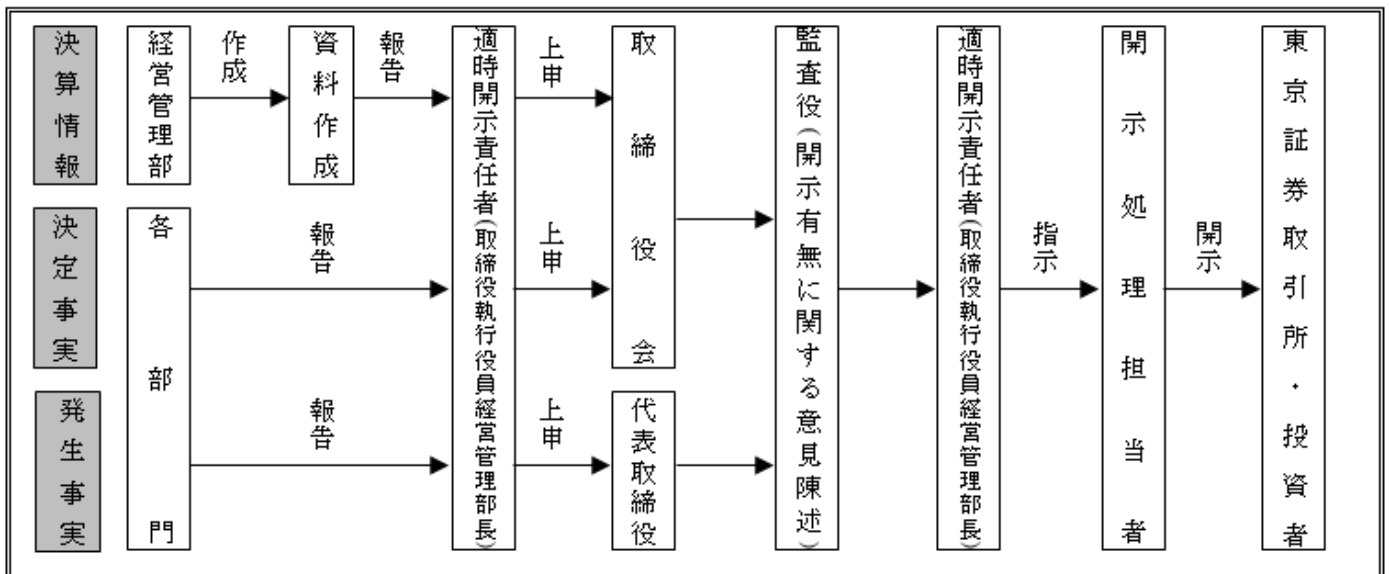 決算情報
経営管理部
作成
資料作成
報告
適時開示責任者(取締役執行役員経営管理部長)
上申
取締役会
監査役(開示有無に関する意見陳述)
適時開示責任者(取締役執行役員経営管理部長)
指示
開示処理担当者
開示
東京証券取引所・投資者
決定事実
各部門
報告
上申
発生事実
報告
上申
代表取締役